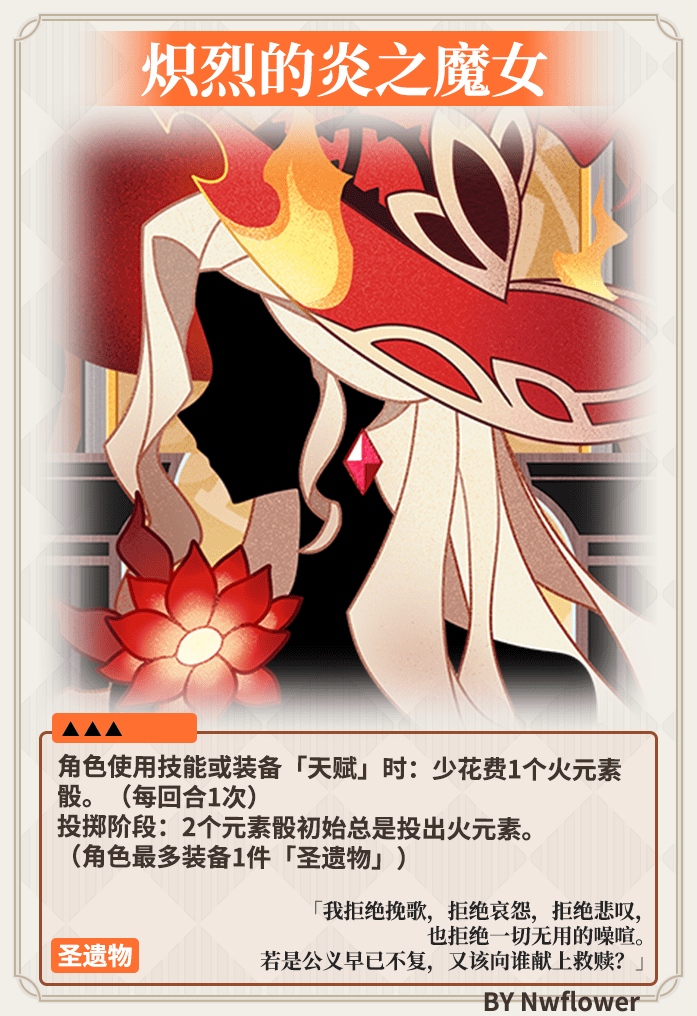 炽烈的炎之魔女
▲▲▲
角色使用技能或装备「天赋」时：少花费1个火元素
骰。（每回合1次）
投掷阶段：2个元素骰初始总是投出火元素。
（角色最多装备1件「圣遗物」）
「我拒绝挽歌，拒绝哀怨，拒绝悲叹，
也拒绝一切无用的噪喧。
若是公义早已不复，又该向谁献上救赎？」
圣遗物
BY Nwflower